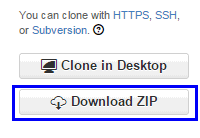 You can clone with HTTPS, SSH,
or Subversion. ?
Clone in Desktop
Download ZIP